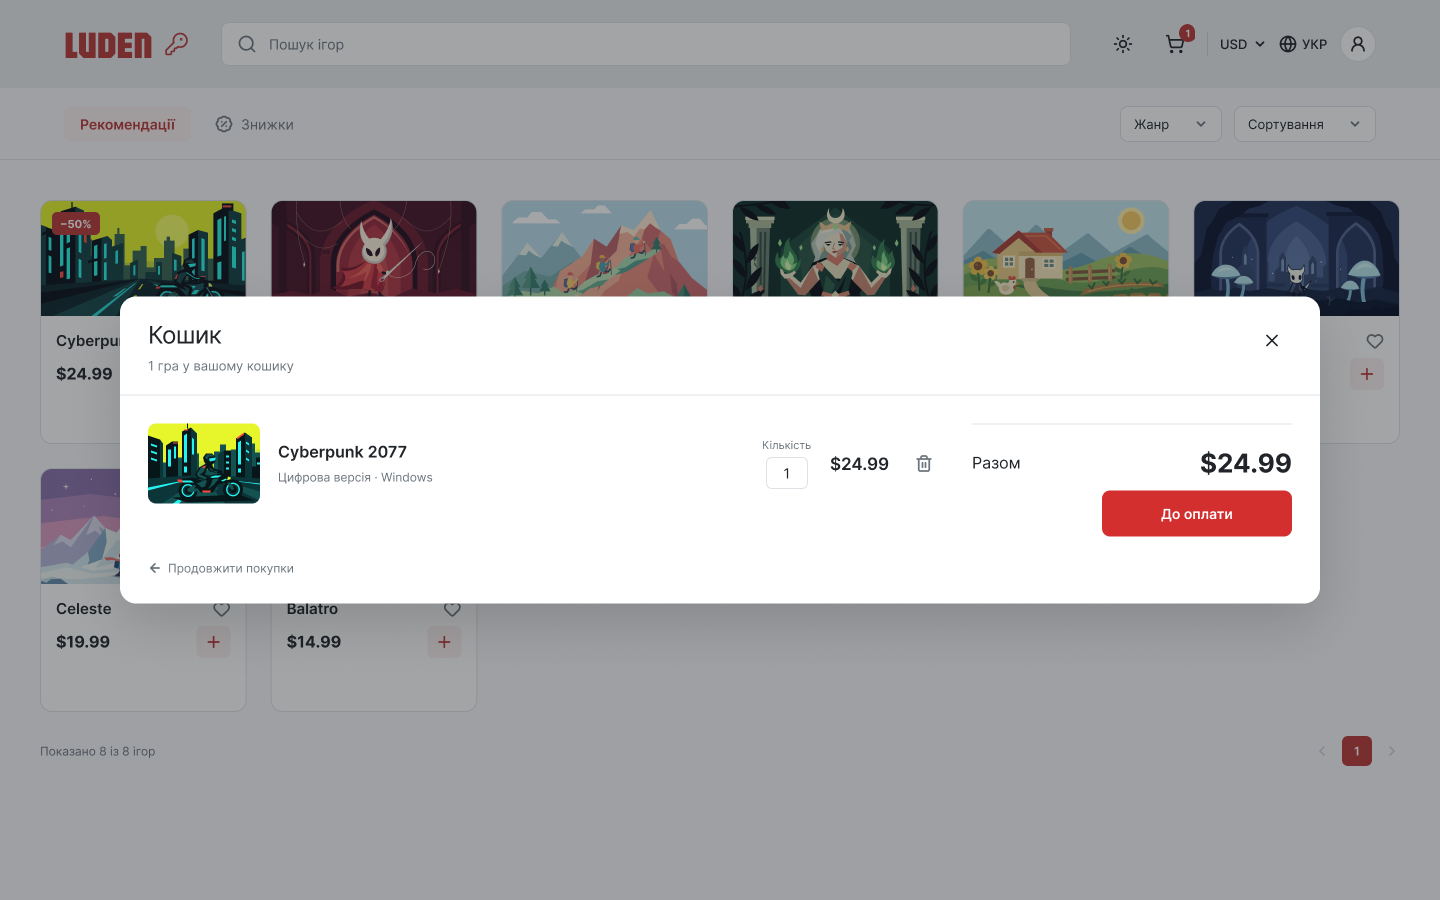 LUDEN
Пошук ігор
1
USD
УКР
Рекомендації
Знижки
Жанр
Сортування
−50%
$24.99
Кошик
1 гра у вашому кошику
Cyberpunk 2077
Цифрова версія · Windows
Кількість
1
$24.99
Разом
$24.99
До оплати
Продовжити покупки
Celeste
$19.99
Balatro
$14.99
Показано 8 із 8 ігор
1